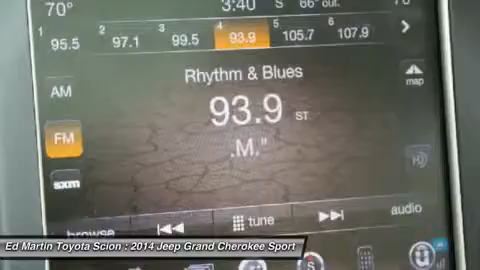 70° 3:40 S 66° out.
1 95.5 2 97.1 3 99.5 4 93.9 5 105.7 6 107.9
Rhythm & Blues
AM
map
93.9 ST
FM
.M."
sxm
tune
audio
browse
Ed Martin Toyota Scion : 2014 Jeep Grand Cherokee Sport
S